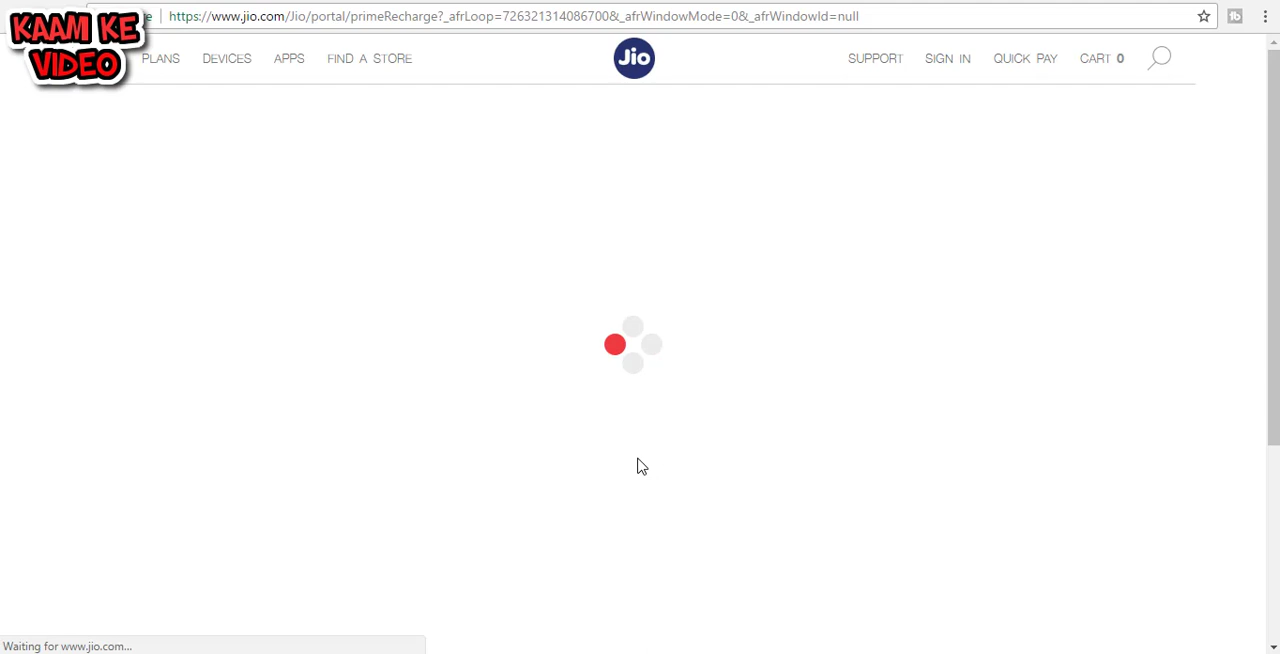 KAAM KE
VIDEO
e https://www.jio.com/Jio/portal/primeRecharge?_afrLoop=726321314086700&_afrWindowMode=0&_afrWindowId=null
PLANS DEVICES APPS FIND A STORE Jio SUPPORT SIGN IN QUICK PAY CART 0
Waiting for www.jio.com...